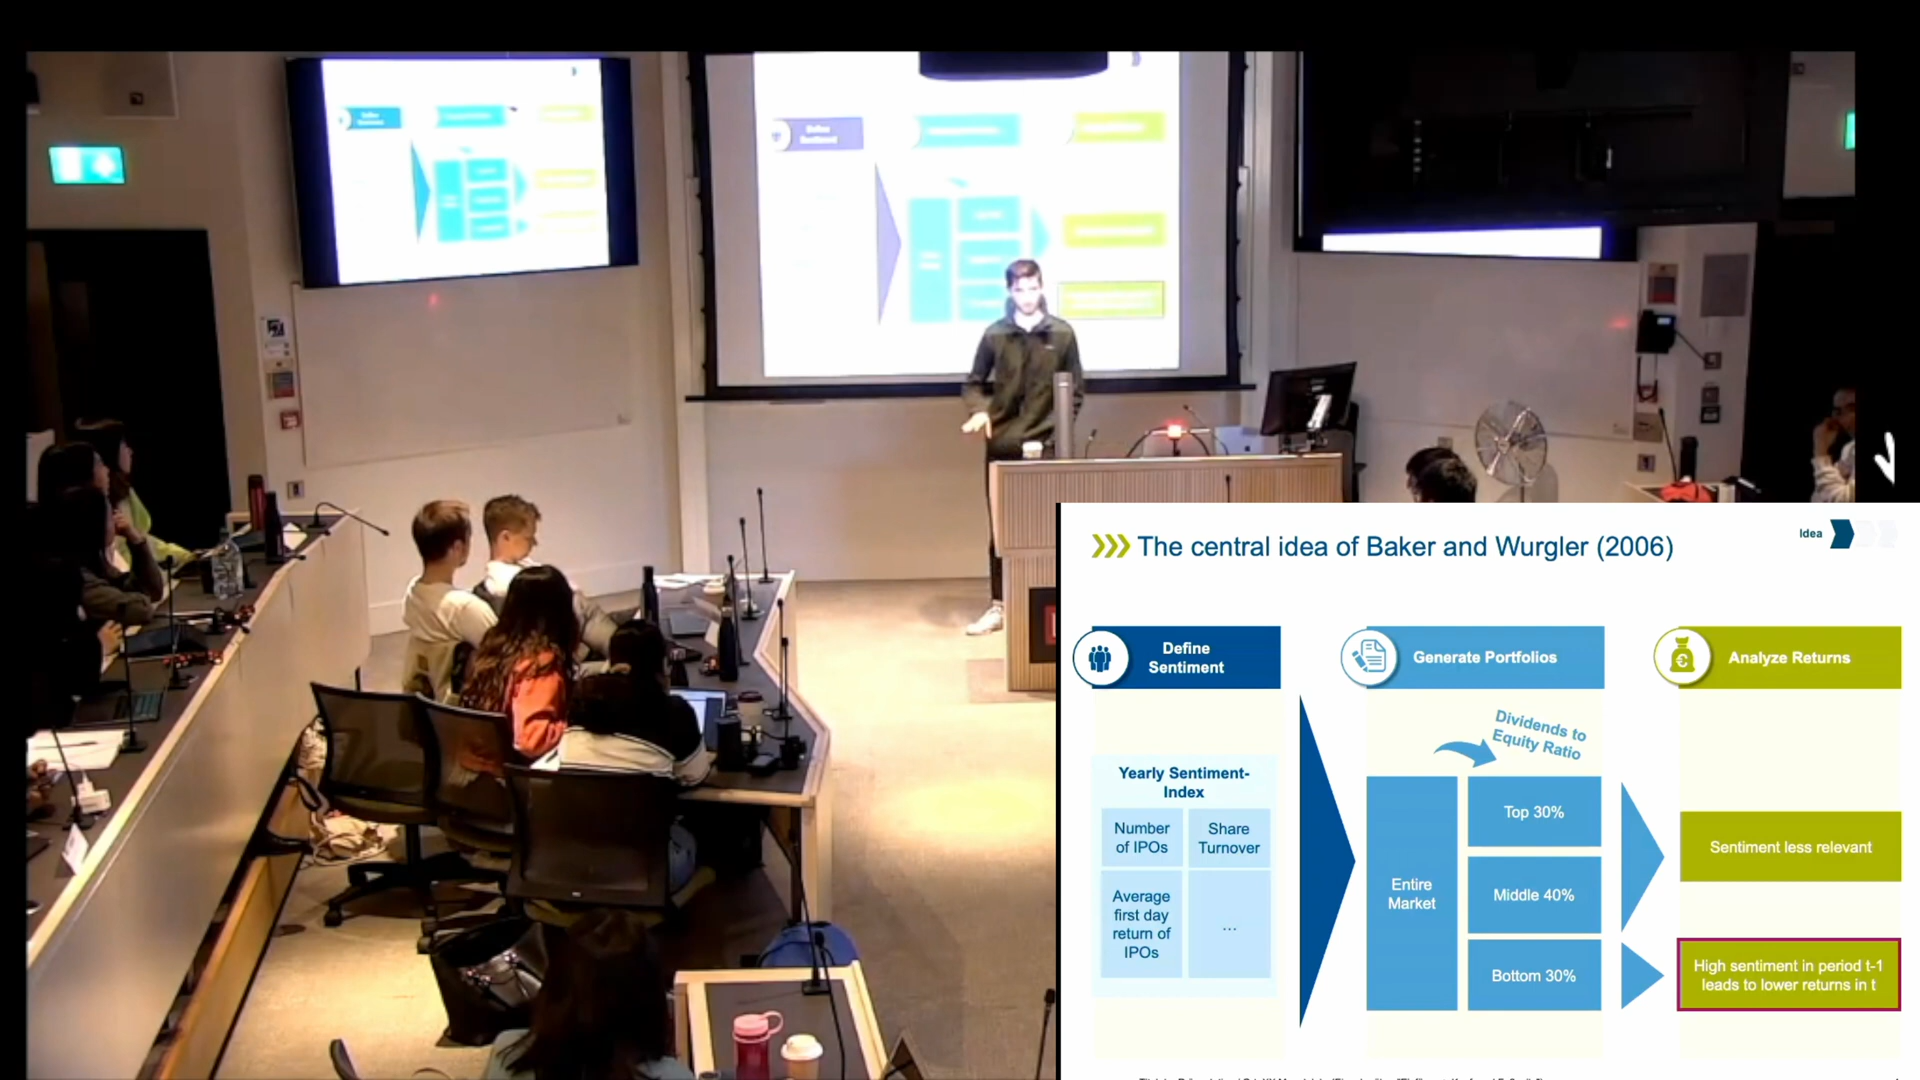 The central idea of Baker and Wurgler (2006)
Idea
Define
Sentiment
Generate Portfolios
Analyze Returns
Dividends to
Equity Ratio
Yearly Sentiment-
Index
Number
of IPOs
Share
Turnover
Average
first day
return of
IPOs
...
Entire
Market
Top 30%
Middle 40%
Bottom 30%
Sentiment less relevant
High sentiment in period t-1
leads to lower returns in t
Define
Sentiment